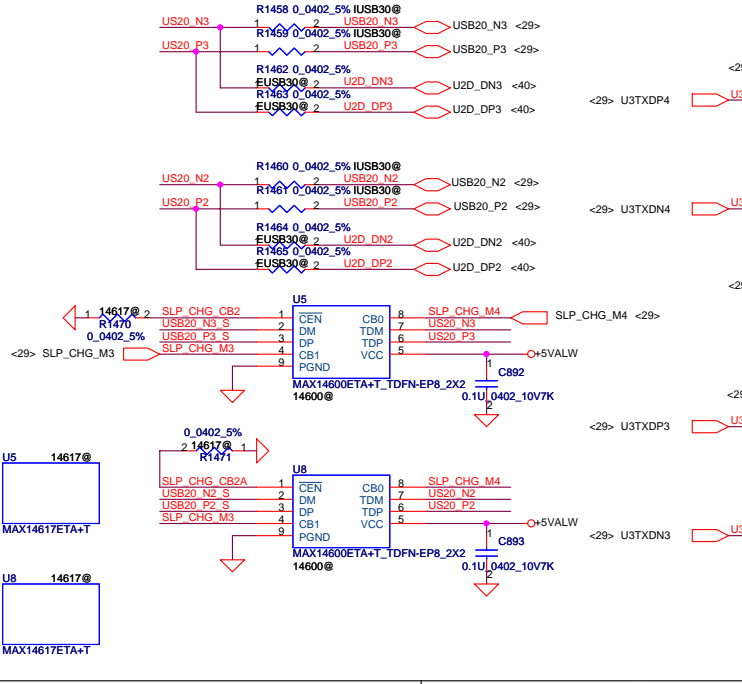 R1458 0_0402_5% IUSB30@
US20_N3 1 2 USB20_N3 USB20_N3 <29>
R1459 0_0402_5% IUSB30@
US20_P3 1 2 USB20_P3 USB20_P3 <29>
R1462 0_0402_5%
EUSB30@
1 2 U2D_DN3 U2D_DN3 <40>
R1463 0_0402_5%
EUSB30@
1 2 U2D_DP3 U2D_DP3 <40>
<29> U3TXDP4
R1460 0_0402_5% IUSB30@
US20_N2 1 2 USB20_N2 USB20_N2 <29>
R1461 0_0402_5% IUSB30@
US20_P2 1 2 USB20_P2 USB20_P2 <29>
<29> U3TXDN4
R1464 0_0402_5%
EUSB30@
1 2 U2D_DN2 U2D_DN2 <40>
R1465 0_0402_5%
EUSB30@
1 2 U2D_DP2 U2D_DP2 <40>
U5
1 14617@ 2 SLP_CHG_CB2 1 CEN CB0 8 SLP_CHG_M4 SLP_CHG_M4 <29>
R1470
0_0402_5%
USB20_N3_S 2 DM TDM 7 US20_N3
USB20_P3_S 3 DP TDP 6 US20_P3
<29> SLP_CHG_M3 SLP_CHG_M3 4 CB1 VCC 5 +5VALW
9 PGND
MAX14600ETA+T_TDFN-EP8_2X2
14600@
1
C892
0.1U_0402_10V7K
2
<29> U3TXDP3
0_0402_5%
2 14617@ 1
R1471
U5 14617@
MAX14617ETA+T
U8
SLP_CHG_CB2A 1 CEN CB0 8 SLP_CHG_M4
USB20_N2_S 2 DM TDM 7 US20_N2
USB20_P2_S 3 DP TDP 6 US20_P2
SLP_CHG_M3 4 CB1 VCC 5 +5VALW
9 PGND
MAX14600ETA+T_TDFN-EP8_2X2
14600@
1
C893
0.1U_0402_10V7K
2
<29> U3TXDN3
U8 14617@
MAX14617ETA+T